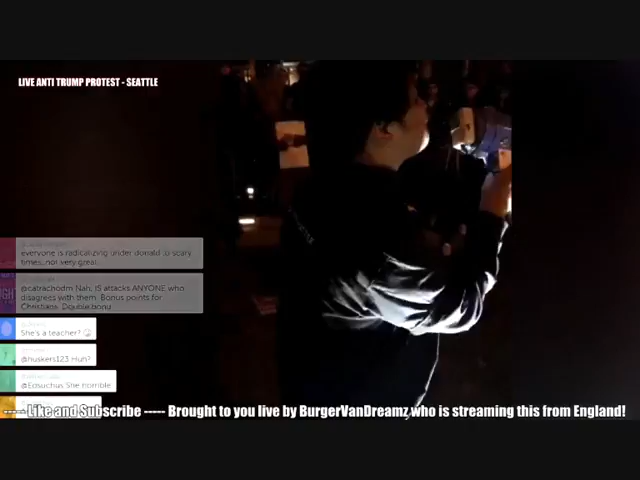 LIVE ANTI TRUMP PROTEST - SEATTLE
everyone is radicalizing under donald :o scary
times, not very great
@catrachodm Nah, IS attacks ANYONE who
disagrees with them. Bonus points for
Christians. Double bonu
She's a teacher?
@huskers123 Huh?
@Eosuchus She horrible
----- Like and Subscribe ----- Brought to you live by BurgerVanDreamz who is streaming this from England!